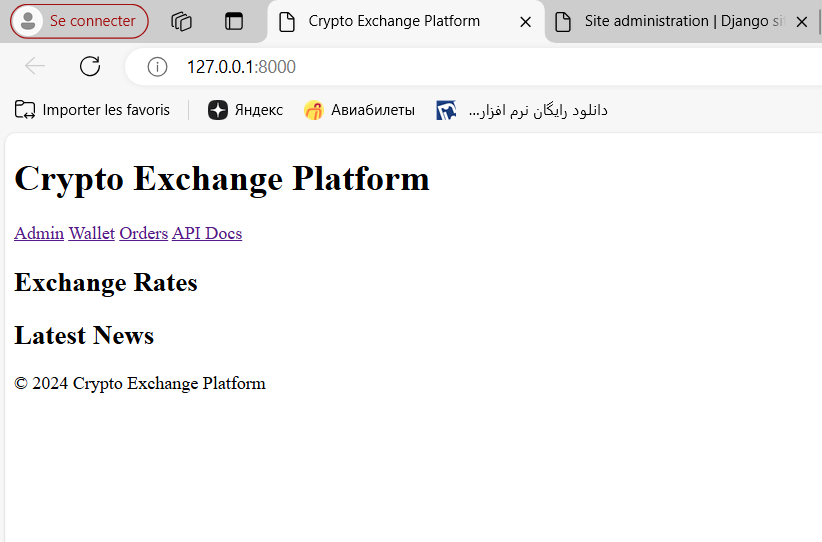 Se connecter
Crypto Exchange Platform
Site administration | Django si
127.0.0.1:8000
Importer les favoris
Яндекс
Авиабилеты
دانلود رایگان نرم افزار...
Crypto Exchange Platform
Admin Wallet Orders API Docs
Exchange Rates
Latest News
© 2024 Crypto Exchange Platform